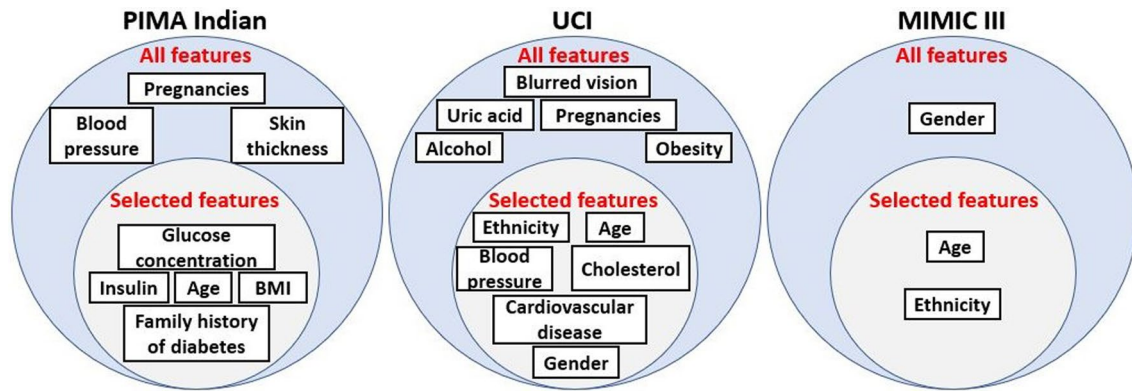 PIMA Indian
All features
Pregnancies
Blood
pressure
Skin
thickness
Selected features
Glucose
concentration
Insulin
Age
BMI
Family history
of diabetes
UCI
All features
Blurred vision
Uric acid
Pregnancies
Alcohol
Obesity
Selected features
Ethnicity
Age
Blood
pressure
Cholesterol
Cardiovascular
disease
Gender
MIMIC III
All features
Gender
Selected features
Age
Ethnicity